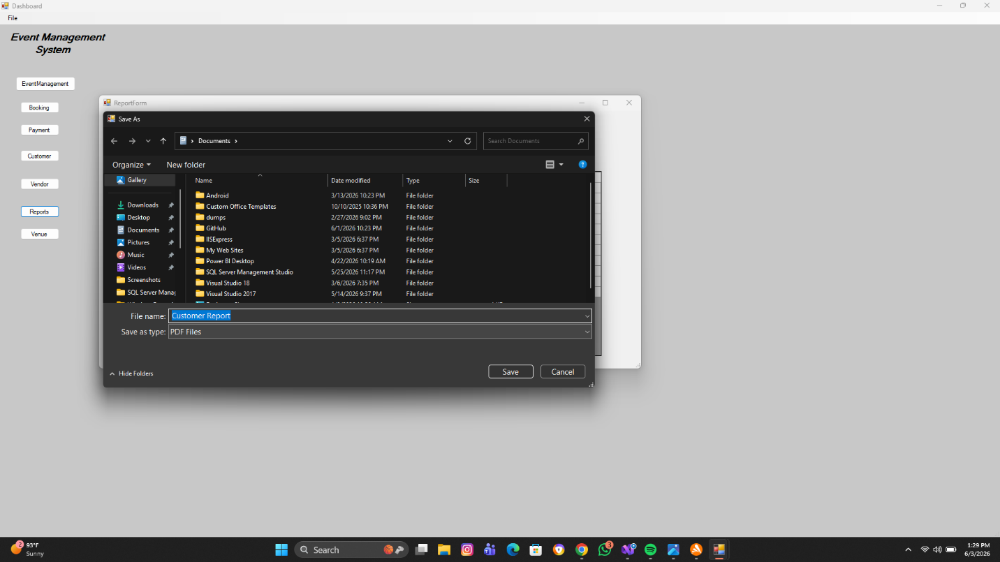 Dashboard
File
Event Management
System
EventManagement
Booking
Payment
Customer
Vendor
Reports
Venue
ReportForm
Save As
Documents
Search Documents
Organize
New folder
Gallery
Downloads
Desktop
Documents
Pictures
Music
Videos
Screenshots
SQL Server Manag
Name Date modified Type Size
Android 3/13/2026 10:23 PM File folder
Custom Office Templates 10/10/2025 10:36 PM File folder
dumps 2/27/2026 9:02 PM File folder
GitHub 6/1/2026 10:23 PM File folder
IISExpress 3/5/2026 6:37 PM File folder
My Web Sites 3/5/2026 6:37 PM File folder
Power BI Desktop 4/22/2026 10:19 AM File folder
SQL Server Management Studio 5/25/2026 11:17 PM File folder
Visual Studio 18 3/6/2026 7:35 PM File folder
Visual Studio 2017 5/14/2026 9:37 PM File folder
File name: Customer Report
Save as type: PDF Files
Hide Folders
Save
Cancel
2
93°F
Sunny
Search
3
1:29 PM
6/3/2026